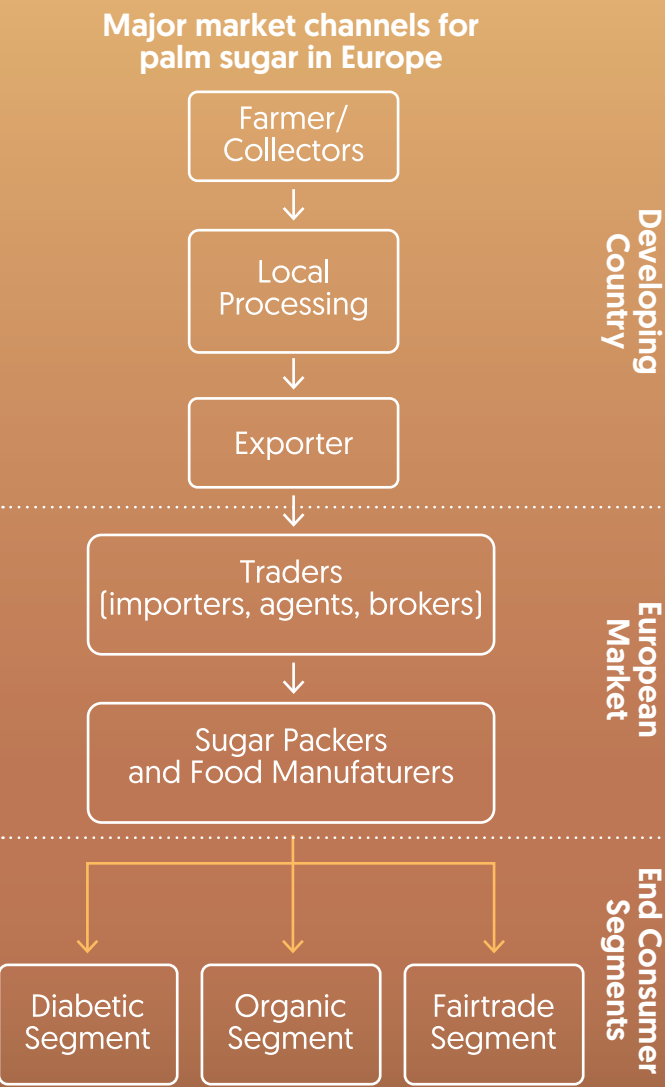 Major market channels for
palm sugar in Europe
Farmer/
Collectors
Local
Processing
Exporter
Developing
Country
Traders
(importers, agents, brokers)
Sugar Packers
and Food Manufaturers
European
Market
Diabetic
Segment
Organic
Segment
Fairtrade
Segment
End Consumer
Segments